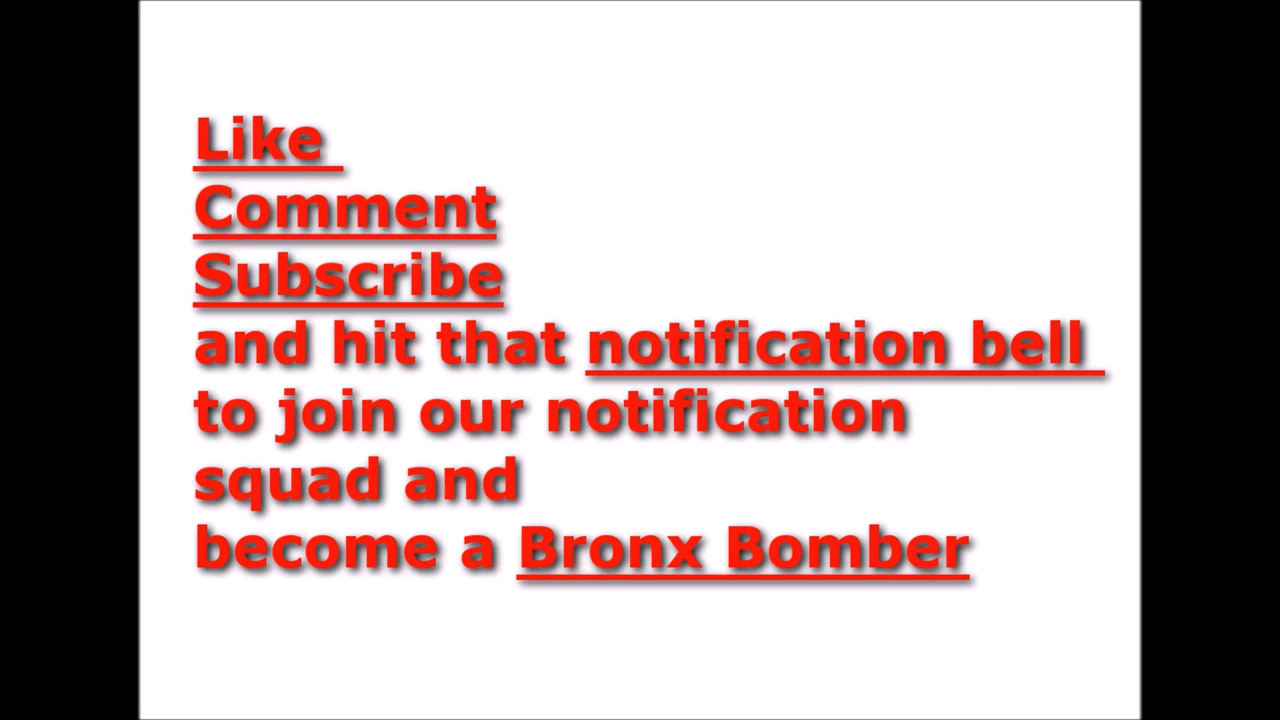 Like
Comment
Subscribe
and hit that notification bell
to join our notification
squad and
become a Bronx Bomber